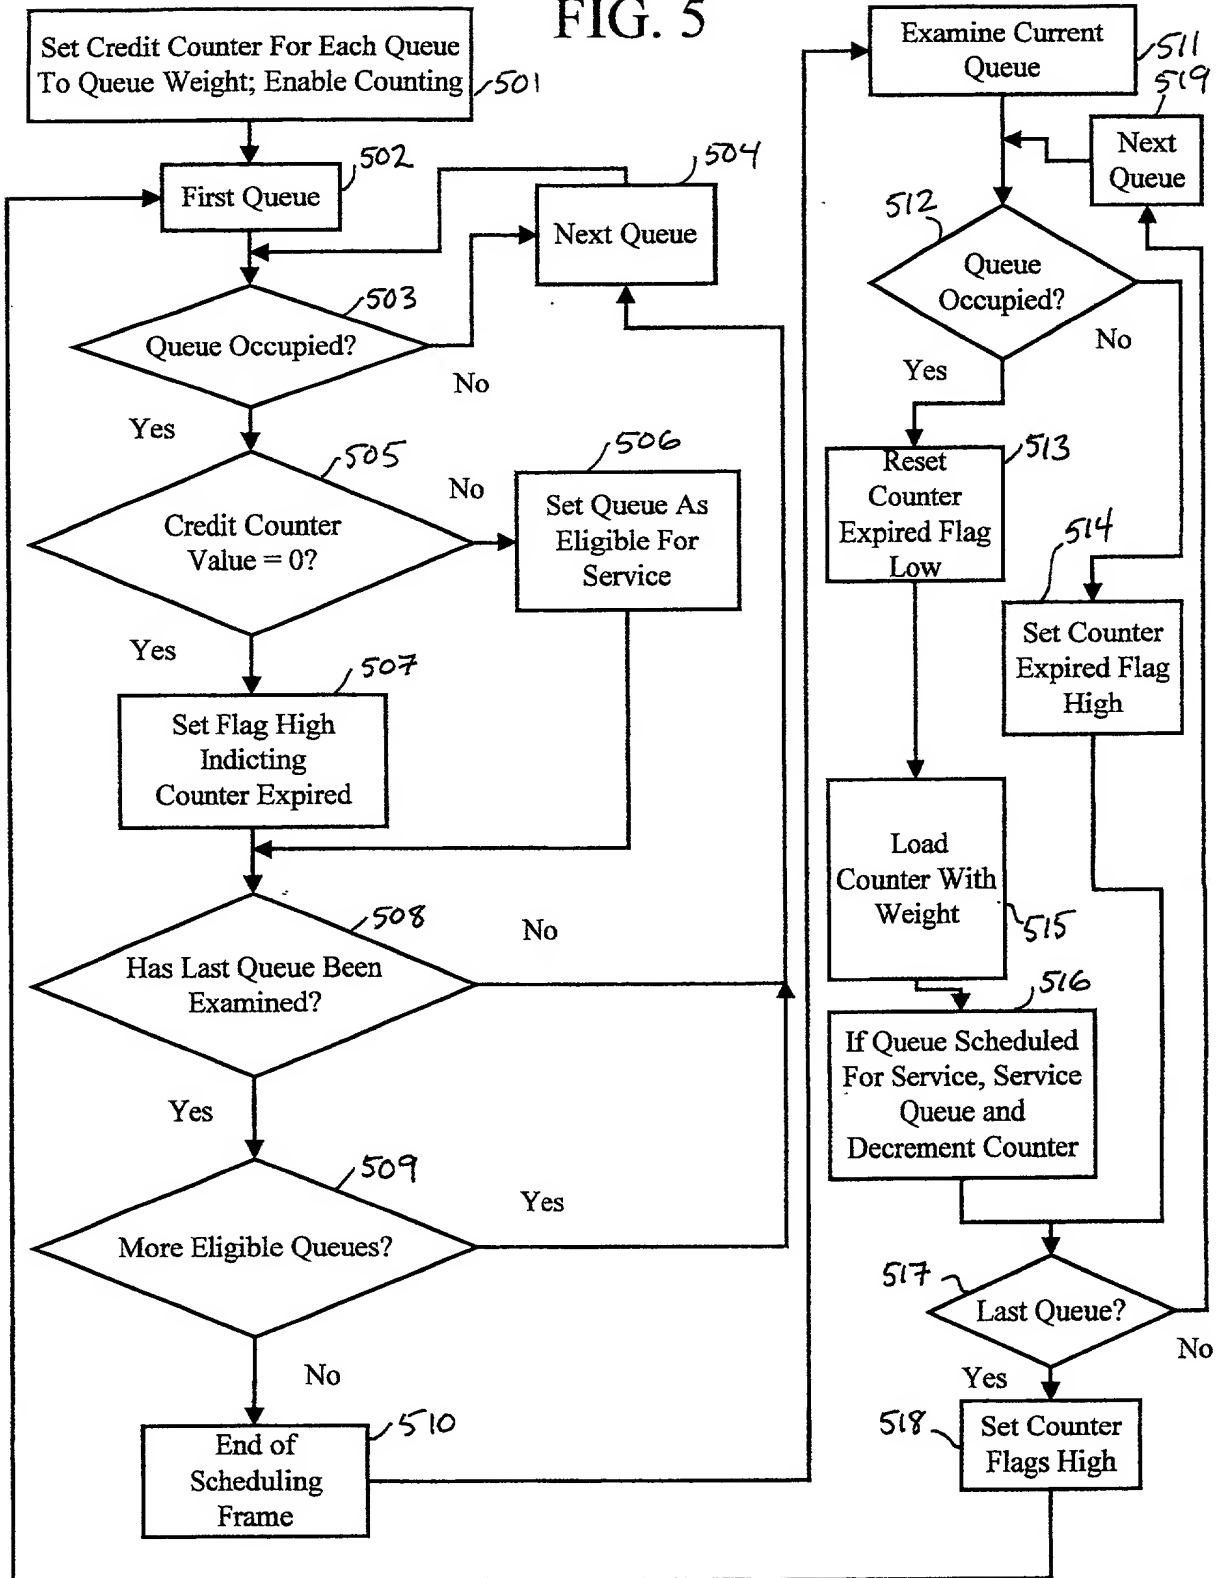 FIG. 5
Set Credit Counter For Each Queue
To Queue Weight; Enable Counting
501
502
First Queue
504
Next Queue
503
Queue Occupied?
No
Yes
505
Credit Counter
Value = 0?
No
506
Set Queue As
Eligible For
Service
Yes
507
Set Flag High
Indicting
Counter Expired
508
Has Last Queue Been
Examined?
No
Yes
509
More Eligible Queues?
Yes
No
510
End of
Scheduling
Frame
Examine Current
Queue
511
519
Next
Queue
512
Queue
Occupied?
No
Yes
513
Reset
Counter
Expired Flag
Low
514
Set Counter
Expired Flag
High
Load
Counter With
Weight
515
516
If Queue Scheduled
For Service, Service
Queue and
Decrement Counter
517
Last Queue?
No
Yes
518
Set Counter
Flags High